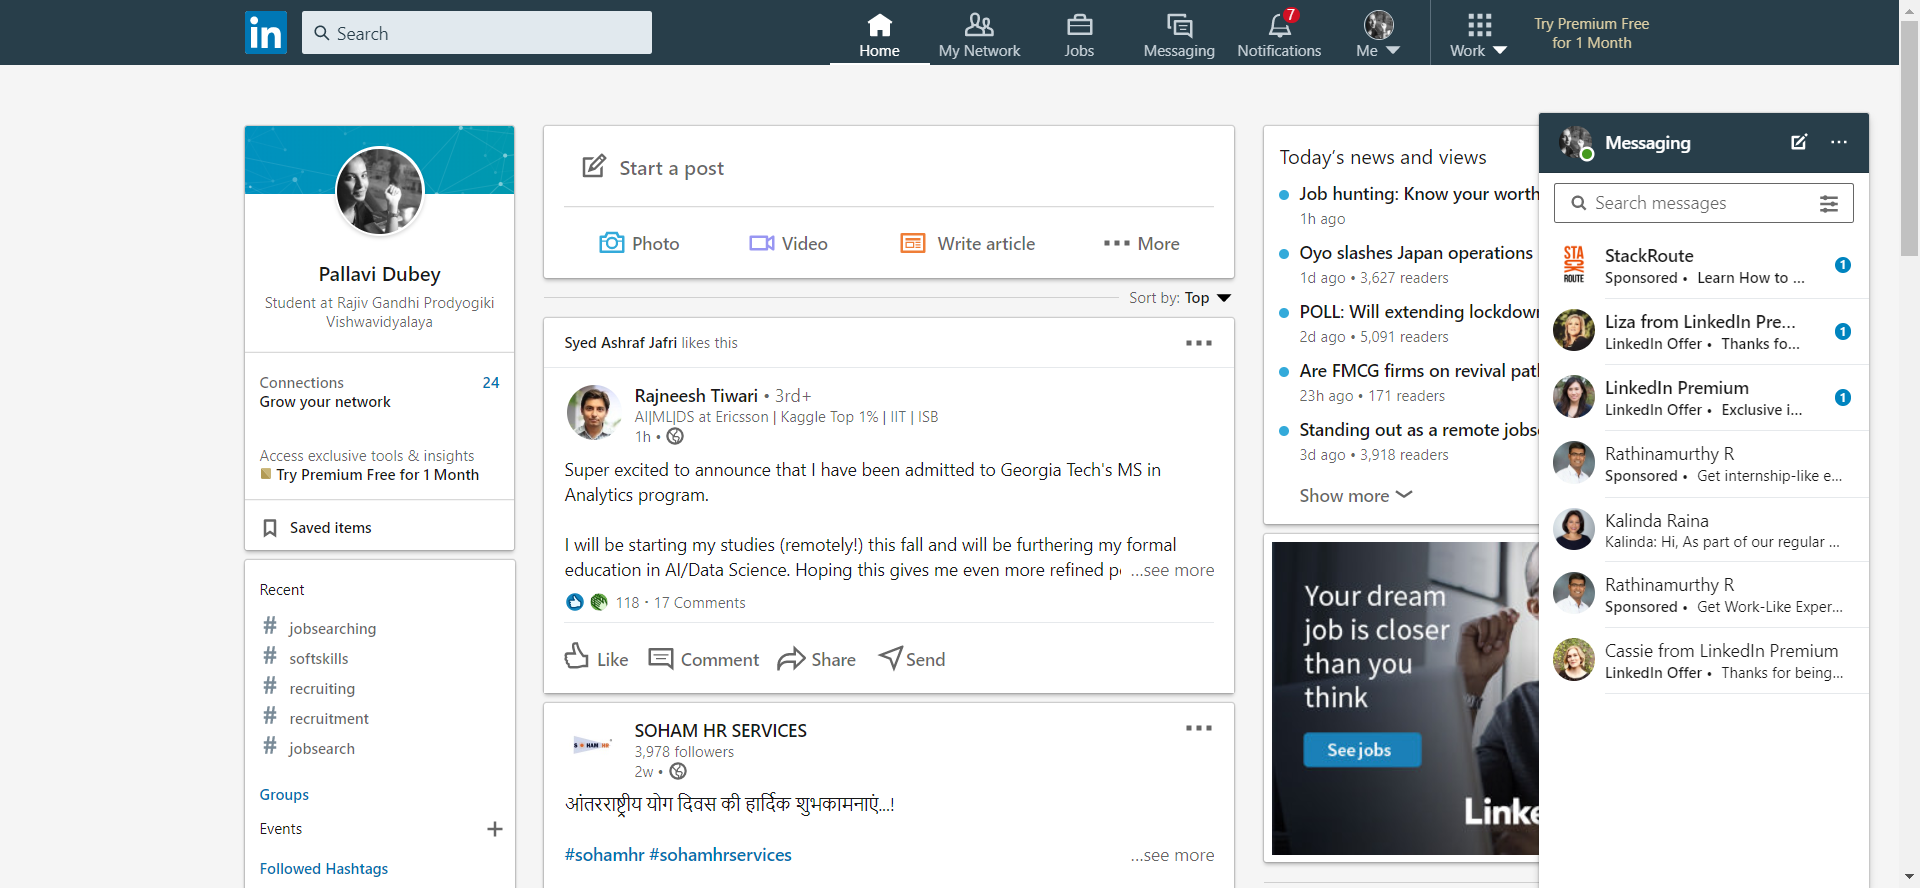 in
Search
Home
My Network
Jobs
Messaging
7
Notifications
Me
Work
Try Premium Free
for 1 Month
Pallavi Dubey
Student at Rajiv Gandhi Prodyogiki
Vishwavidyalaya
Connections 24
Grow your network
Access exclusive tools & insights
Try Premium Free for 1 Month
Saved items
Recent
# jobsearching
# softskills
# recruiting
# recruitment
# jobsearch
Groups
Events
Followed Hashtags
Start a post
Photo
Video
Write article
More
Sort by: Top
Syed Ashraf Jafri likes this
Rajneesh Tiwari • 3rd+
AI|ML|DS at Ericsson | Kaggle Top 1% | IIT | ISB
1h •
Super excited to announce that I have been admitted to Georgia Tech's MS in
Analytics program.
I will be starting my studies (remotely!) this fall and will be furthering my formal
education in AI/Data Science. Hoping this gives me even more refined pe ...see more
118 · 17 Comments
Like
Comment
Share
Send
SOHAM HR
SOHAM HR SERVICES
3,978 followers
2w •
आंतरराष्ट्रीय योग दिवस की हार्दिक शुभकामनाएं...!
#sohamhr #sohamhrservices ...see more
Today's news and views
Job hunting: Know your worth
1h ago
Oyo slashes Japan operations
1d ago • 3,627 readers
POLL: Will extending lockdown
2d ago • 5,091 readers
Are FMCG firms on revival pat
23h ago • 171 readers
Standing out as a remote jobs
3d ago • 3,918 readers
Show more
Your dream
job is closer
than you
think
See jobs
Linke
Messaging
Search messages
STACKROUTE
StackRoute 1
Sponsored • Learn How to ...
Liza from LinkedIn Pre... 1
LinkedIn Offer • Thanks fo...
LinkedIn Premium 1
LinkedIn Offer • Exclusive i...
Rathinamurthy R
Sponsored • Get internship-like e...
Kalinda Raina
Kalinda: Hi, As part of our regular ...
Rathinamurthy R
Sponsored • Get Work-Like Exper...
Cassie from LinkedIn Premium
LinkedIn Offer • Thanks for being...